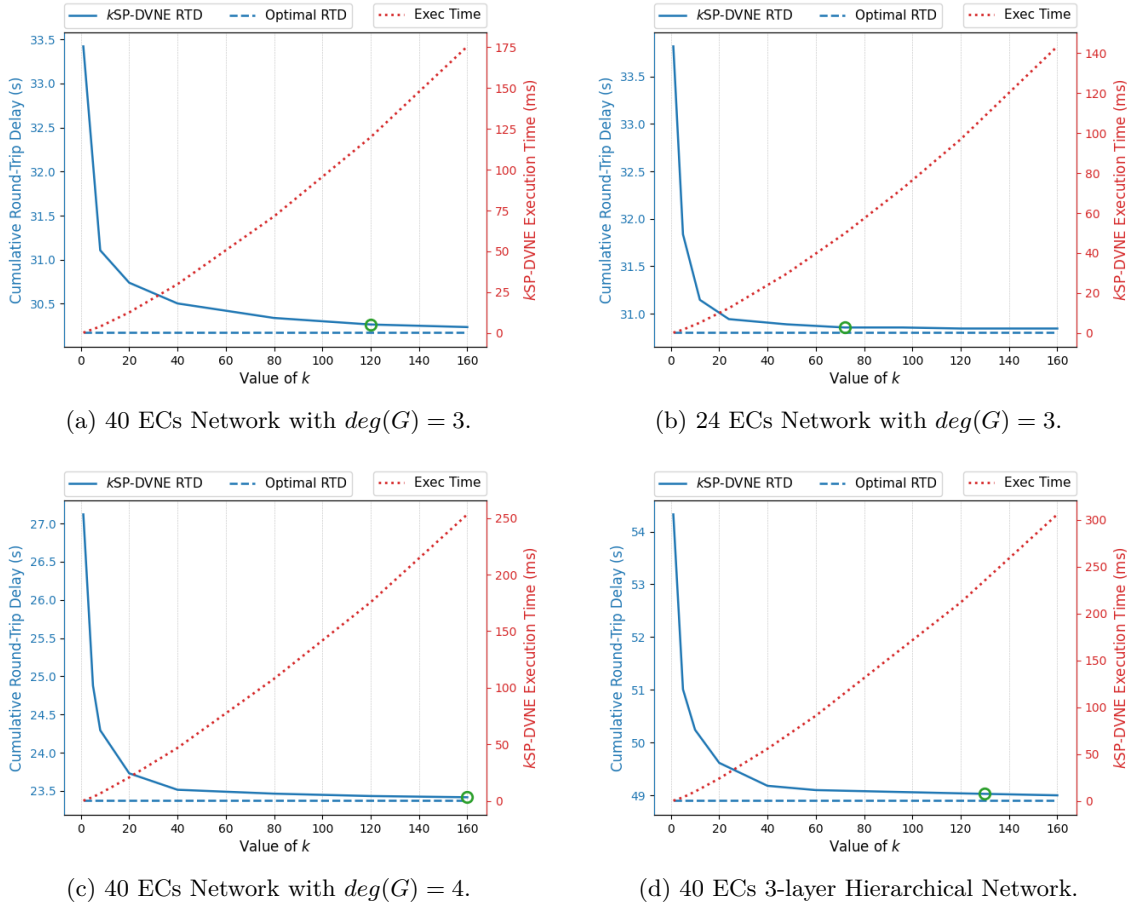 kSP-DVNE RTD Optimal RTD Exec Time
Cumulative Round-Trip Delay (s)
33.5
33.0
32.5
32.0
31.5
31.0
30.5
175
150
125
100
75
50
25
0
kSP-DVNE Execution Time (ms)
0 20 40 60 80 100 120 140 160
Value of k
(a) 40 ECs Network with deg(G) = 3.
kSP-DVNE RTD Optimal RTD Exec Time
Cumulative Round-Trip Delay (s)
33.5
33.0
32.5
32.0
31.5
31.0
140
120
100
80
60
40
20
0
kSP-DVNE Execution Time (ms)
0 20 40 60 80 100 120 140 160
Value of k
(b) 24 ECs Network with deg(G) = 3.
kSP-DVNE RTD Optimal RTD Exec Time
Cumulative Round-Trip Delay (s)
27.0
26.5
26.0
25.5
25.0
24.5
24.0
23.5
250
200
150
100
50
0
kSP-DVNE Execution Time (ms)
0 20 40 60 80 100 120 140 160
Value of k
(c) 40 ECs Network with deg(G) = 4.
kSP-DVNE RTD Optimal RTD Exec Time
Cumulative Round-Trip Delay (s)
54
53
52
51
50
49
300
250
200
150
100
50
0
kSP-DVNE Execution Time (ms)
0 20 40 60 80 100 120 140 160
Value of k
(d) 40 ECs 3-layer Hierarchical Network.